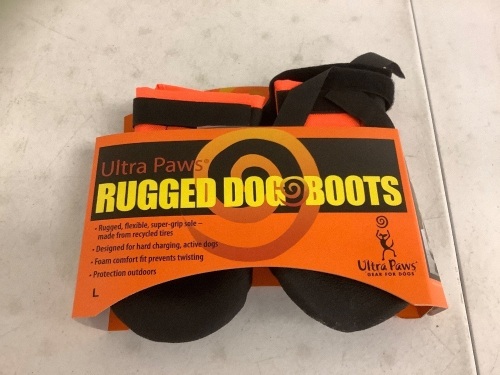 Ultra Paws®
RUGGED DOG BOOTS
• Rugged, flexible, super-grip sole –
made from recycled tires
• Designed for hard charging, active dogs
• Foam comfort fit prevents twisting
• Protection outdoors
L
Ultra Paws
GEAR FOR DOGS